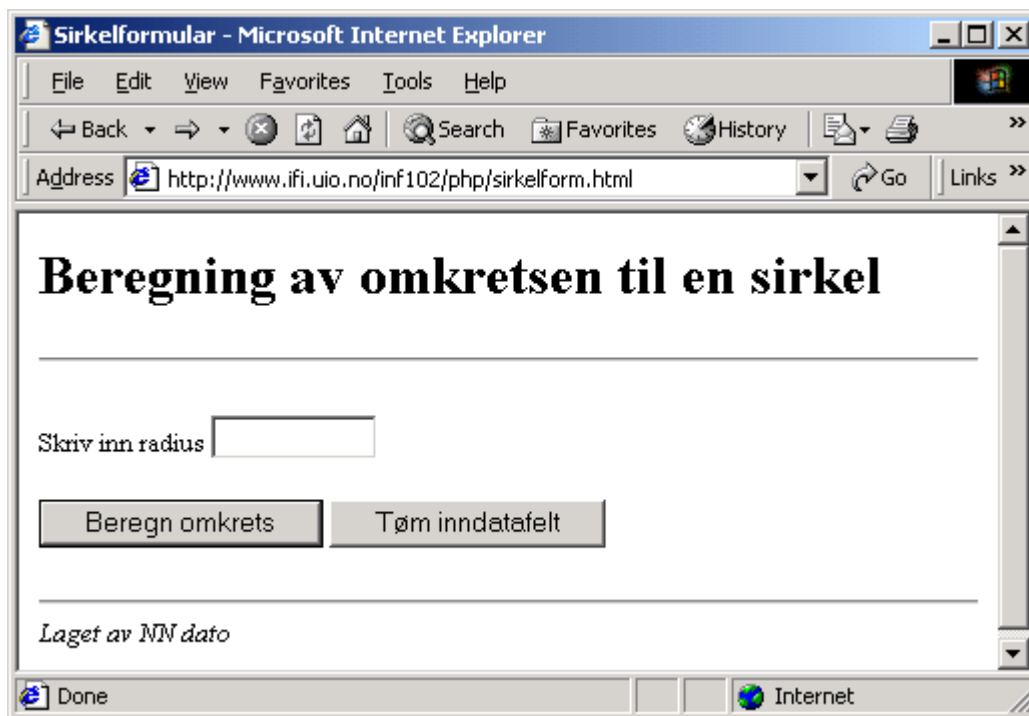 Sirkelformular - Microsoft Internet Explorer
File Edit View Favorites Tools Help
Back Search Favorites History »
Address http://www.ifi.uio.no/inf102/php/sirkelform.html Go Links »
Beregning av omkretsen til en sirkel
Skriv inn radius
Beregn omkrets Tøm inndatafelt
Laget av NN dato
Done Internet